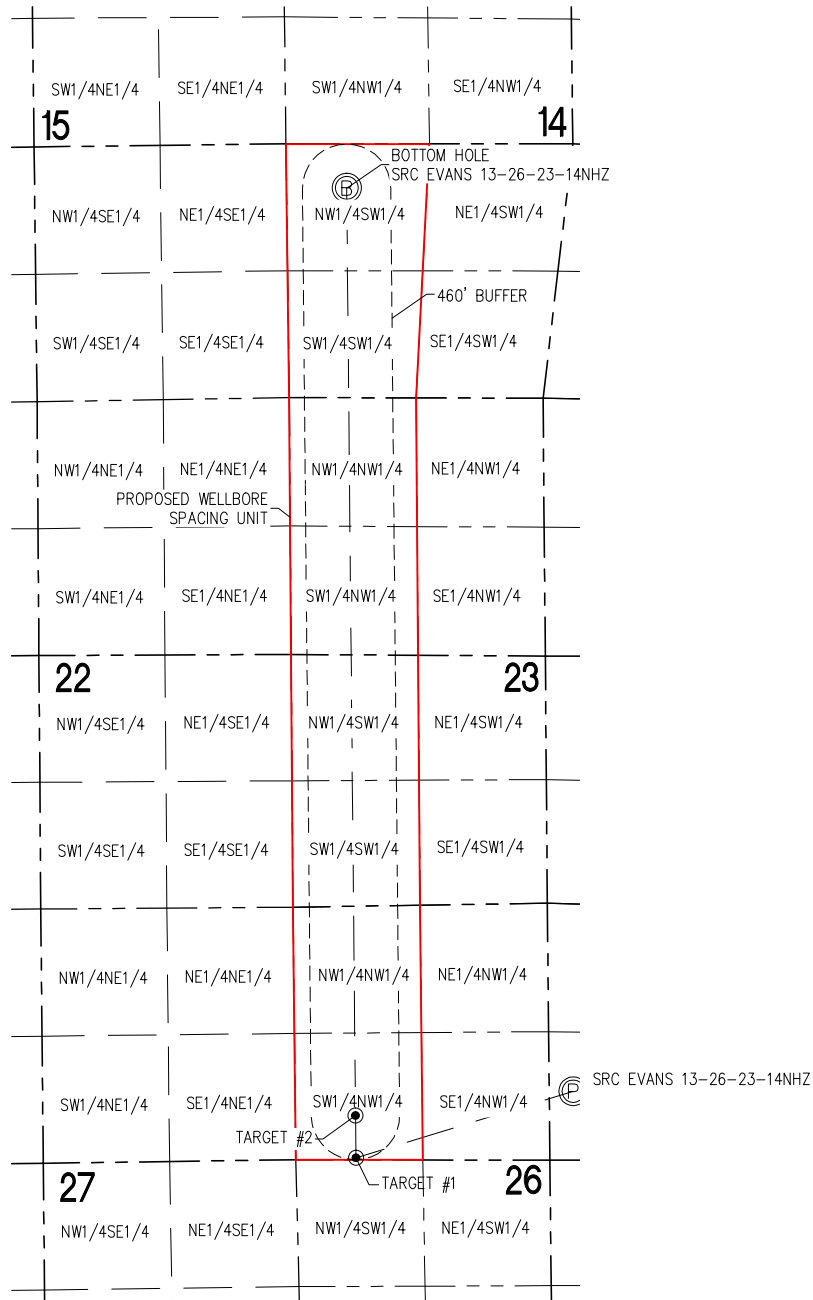 SW1/4NE1/4 SE1/4NE1/4 SW1/4NW1/4 SE1/4NW1/4
15 14
BOTTOM HOLE
SRC EVANS 13-26-23-14NHZ
B
NW1/4SE1/4 NE1/4SE1/4 NW1/4SW1/4 NE1/4SW1/4
460' BUFFER
SW1/4SE1/4 SE1/4SE1/4 SW1/4SW1/4 SE1/4SW1/4
NW1/4NE1/4 NE1/4NE1/4 NW1/4NW1/4 NE1/4NW1/4
PROPOSED WELLBORE
SPACING UNIT
SW1/4NE1/4 SE1/4NE1/4 SW1/4NW1/4 SE1/4NW1/4
22 23
NW1/4SE1/4 NE1/4SE1/4 NW1/4SW1/4 NE1/4SW1/4
SW1/4SE1/4 SE1/4SE1/4 SW1/4SW1/4 SE1/4SW1/4
NW1/4NE1/4 NE1/4NE1/4 NW1/4NW1/4 NE1/4NW1/4
SRC EVANS 13-26-23-14NHZ
P
SW1/4NE1/4 SE1/4NE1/4 SW1/4NW1/4 SE1/4NW1/4
TARGET #2
TARGET #1
27 26
NW1/4SE1/4 NE1/4SE1/4 NW1/4SW1/4 NE1/4SW1/4